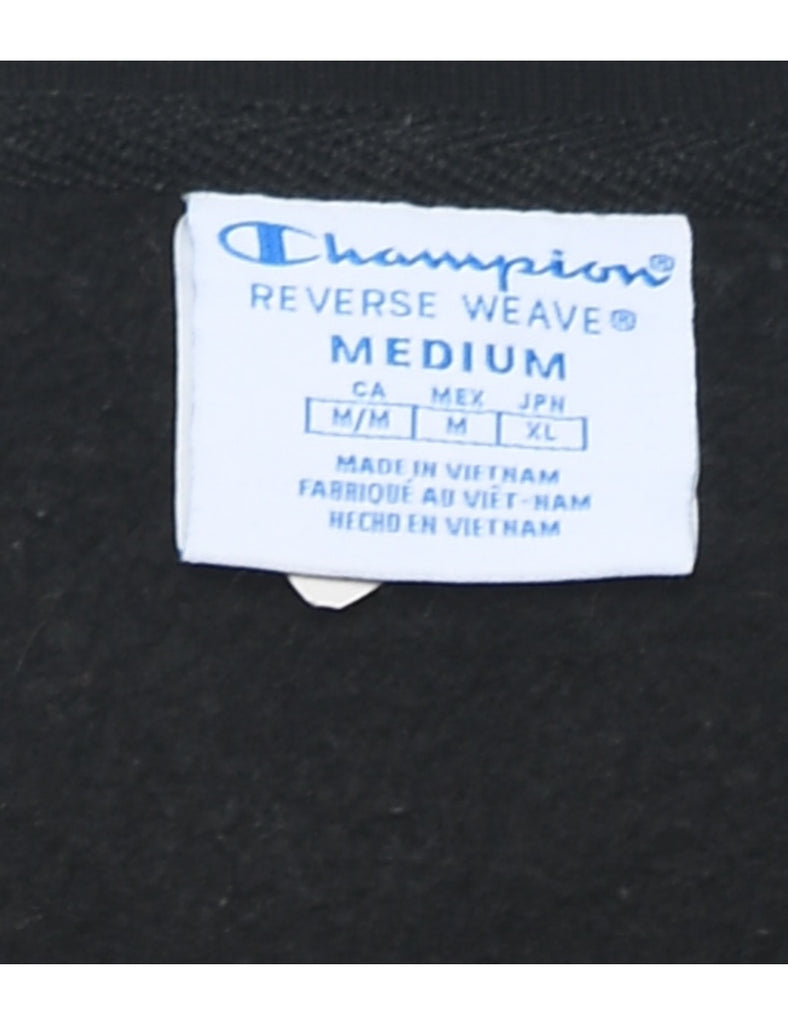 Champion®
REVERSE WEAVE®
MEDIUM
CA MEX JPN
M/M M XL
MADE IN VIETNAM
FABRIQUÉ AU VIÊT-NAM
HECHO EN VIETNAM